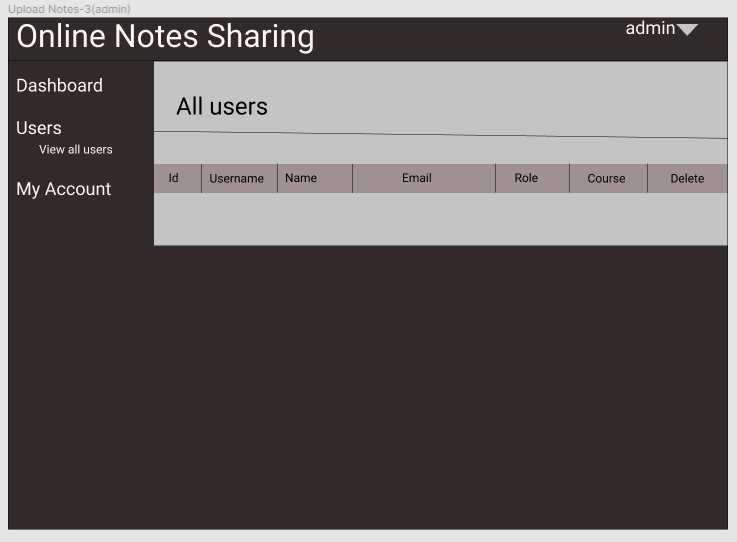 Upload Notes-3(admin)
Online Notes Sharing
admin
Dashboard
All users
Users
View all users
Id Username Name Email Role Course Delete
My Account